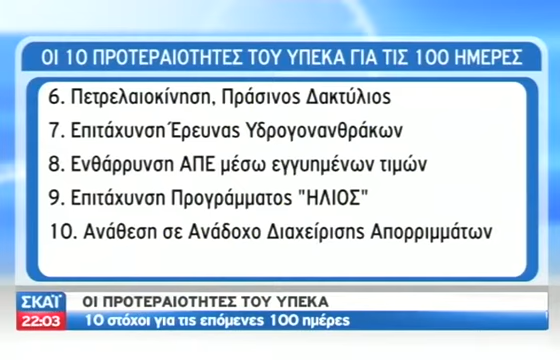 ΟΙ 10 ΠΡΟΤΕΡΑΙΟΤΗΤΕΣ ΤΟΥ ΥΠΕΚΑ ΓΙΑ ΤΙΣ 100 ΗΜΕΡΕΣ
6. Πετρελαιοκίνηση, Πράσινος Δακτύλιος
7. Επιτάχυνση Έρευνας Υδρογονανθράκων
8. Ενθάρρυνση ΑΠΕ μέσω εγγυημένων τιμών
9. Επιτάχυνση Προγράμματος "ΗΛΙΟΣ"
10. Ανάθεση σε Ανάδοχο Διαχείρισης Απορριμμάτων
ΣΚΑΪ ΟΙ ΠΡΟΤΕΡΑΙΟΤΗΤΕΣ ΤΟΥ ΥΠΕΚΑ
22:03 10 στόχοι για τις επόμενες 100 ημέρες